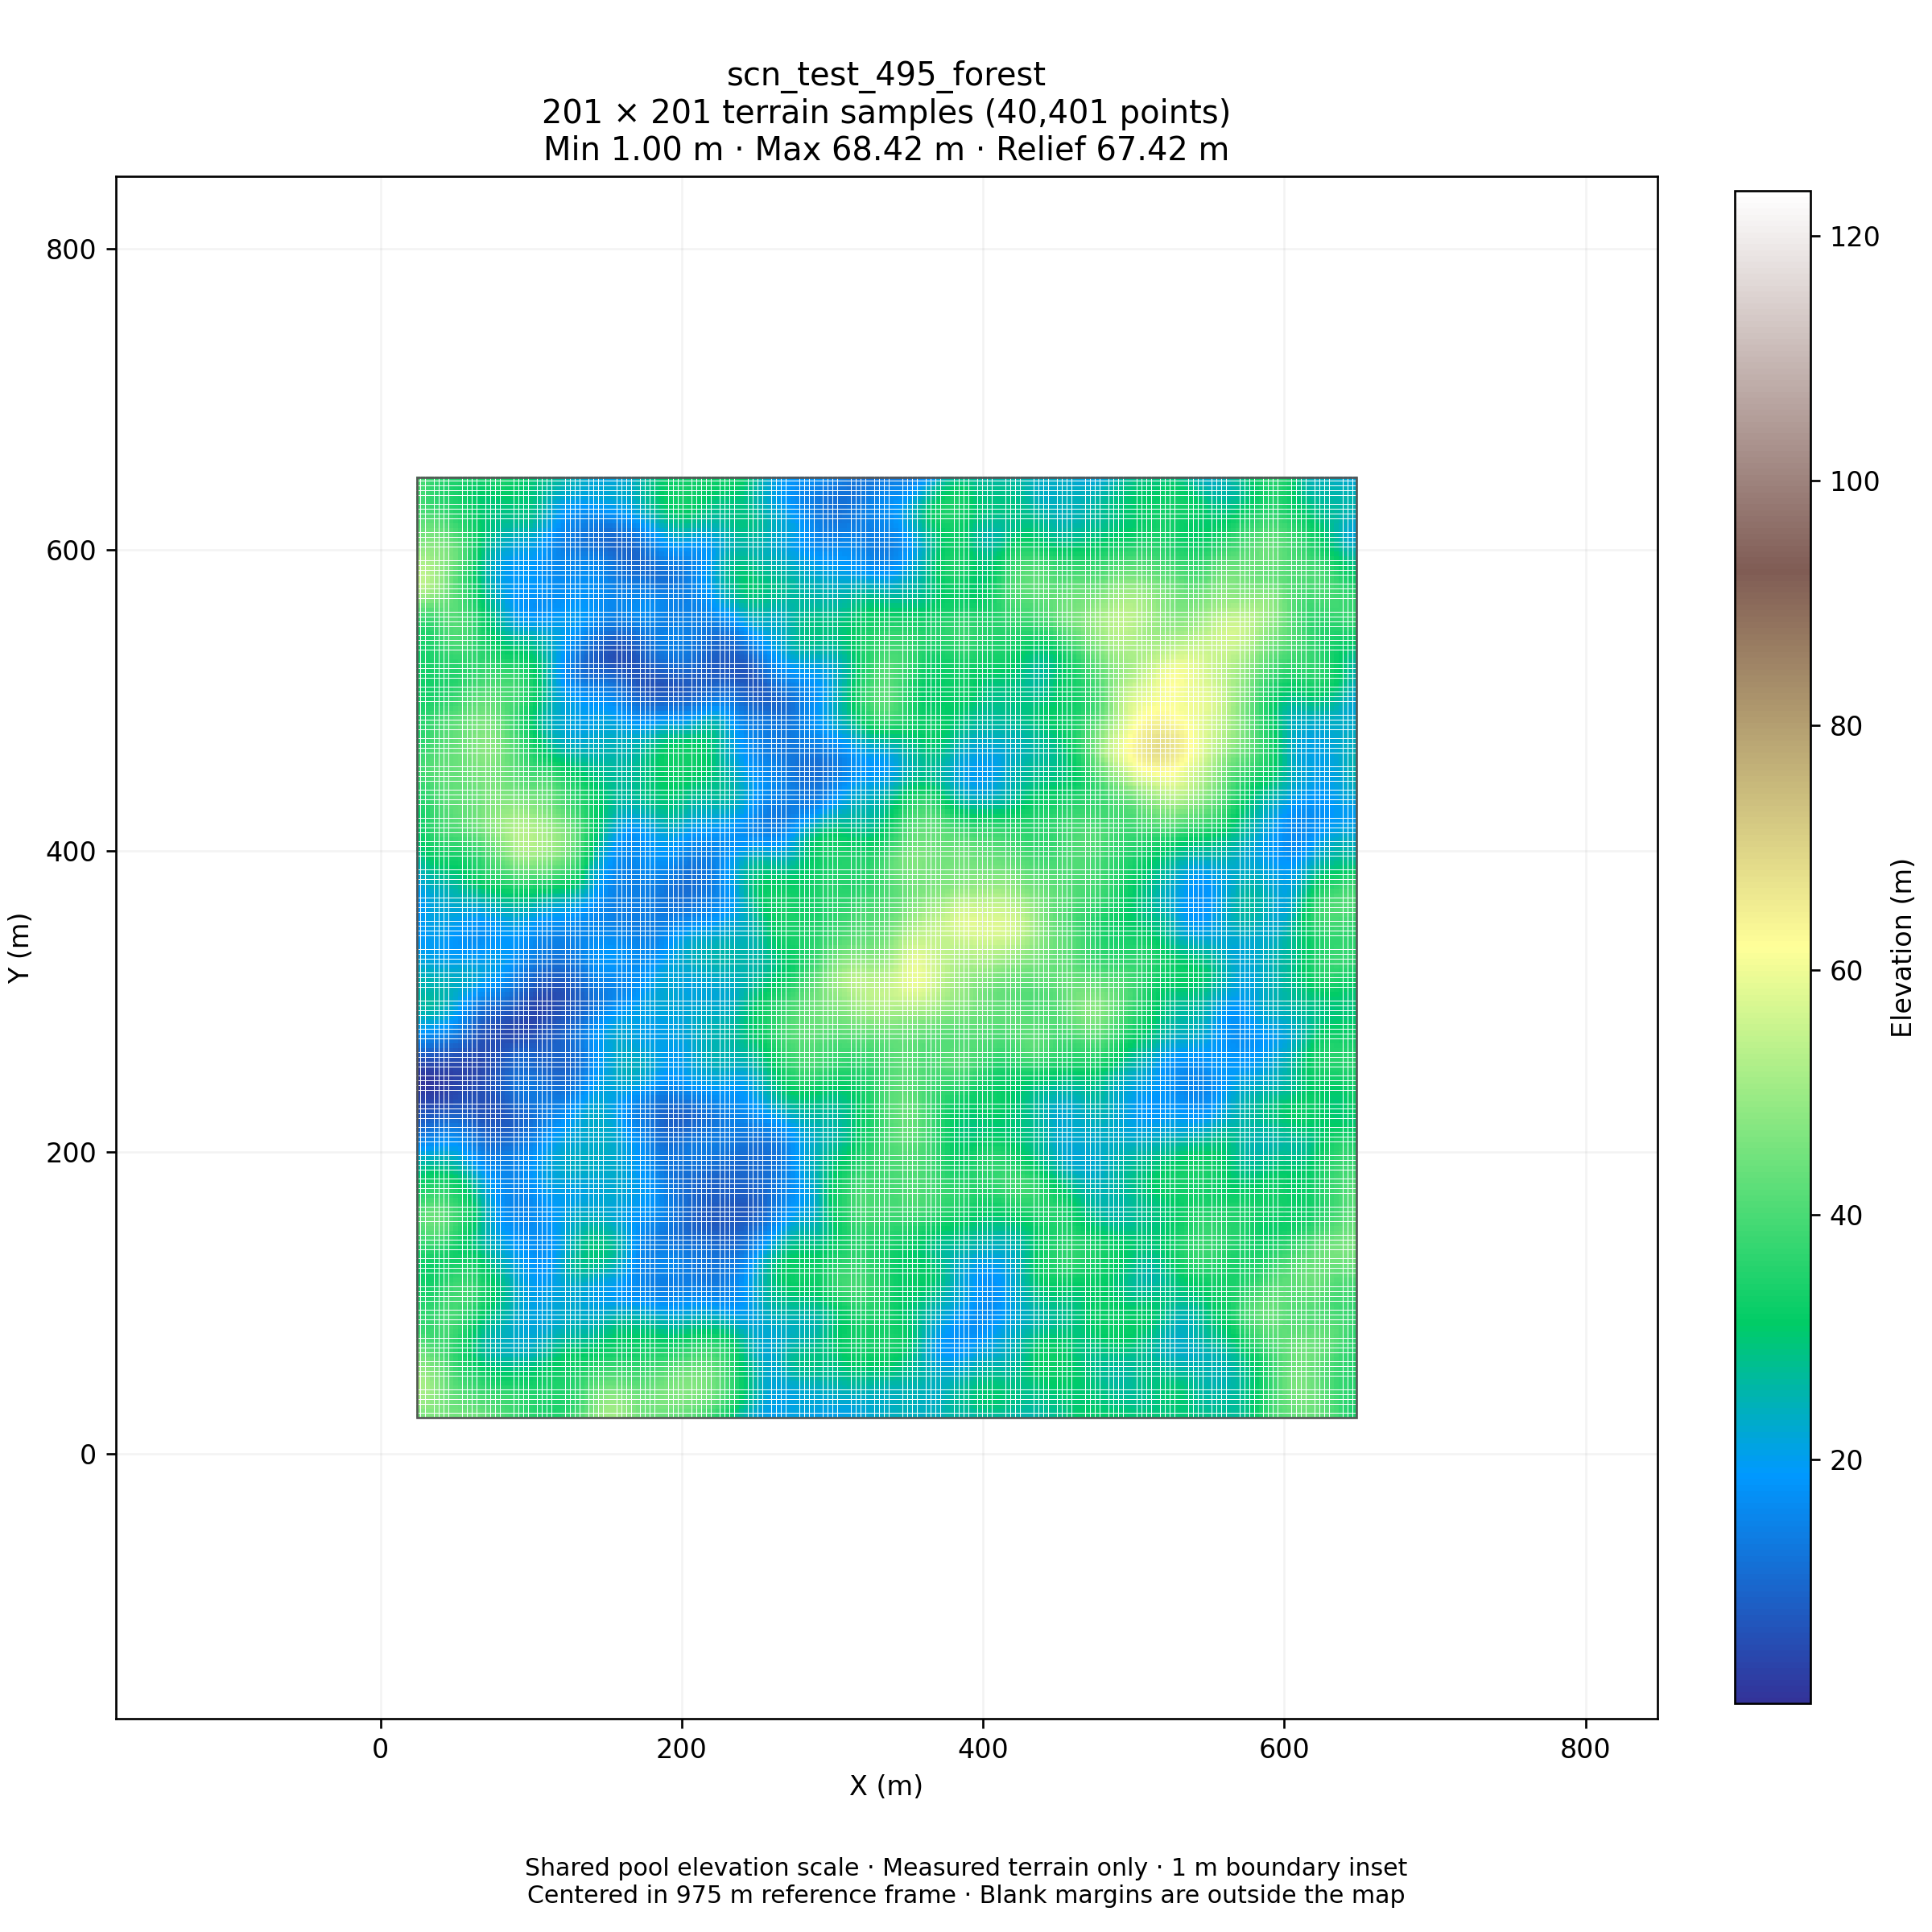 scn_test_495_forest
201 × 201 terrain samples (40,401 points)
Min 1.00 m · Max 68.42 m · Relief 67.42 m
800
600
400
200
0
Y (m)
0 200 400 600 800
X (m)
120
100
80
60
40
20
Elevation (m)
Shared pool elevation scale · Measured terrain only · 1 m boundary inset
Centered in 975 m reference frame · Blank margins are outside the map